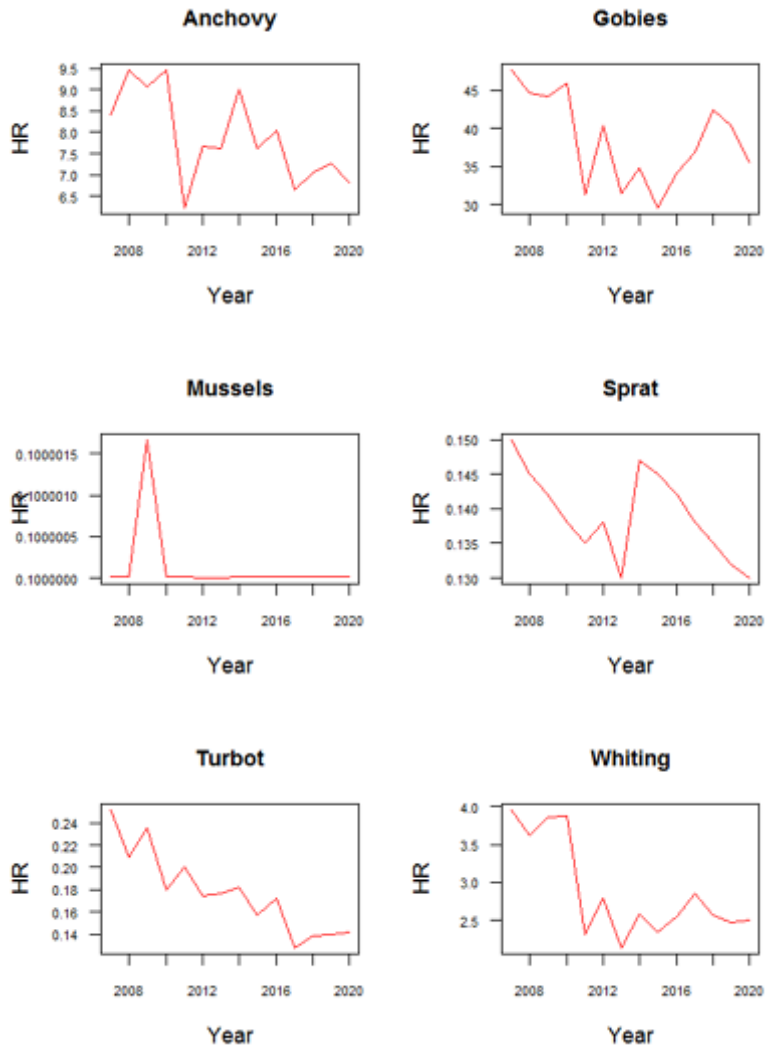 Anchovy
HR
9.5
9.0
8.5
8.0
7.5
7.0
6.5
2008 2012 2016 2020
Year
Gobies
HR
45
40
35
30
2008 2012 2016 2020
Year
Mussels
HR
0.1000015
0.1000010
0.1000005
0.1000000
2008 2012 2016 2020
Year
Sprat
HR
0.150
0.145
0.140
0.135
0.130
2008 2012 2016 2020
Year
Turbot
HR
0.24
0.22
0.20
0.18
0.16
0.14
2008 2012 2016 2020
Year
Whiting
HR
4.0
3.5
3.0
2.5
2008 2012 2016 2020
Year